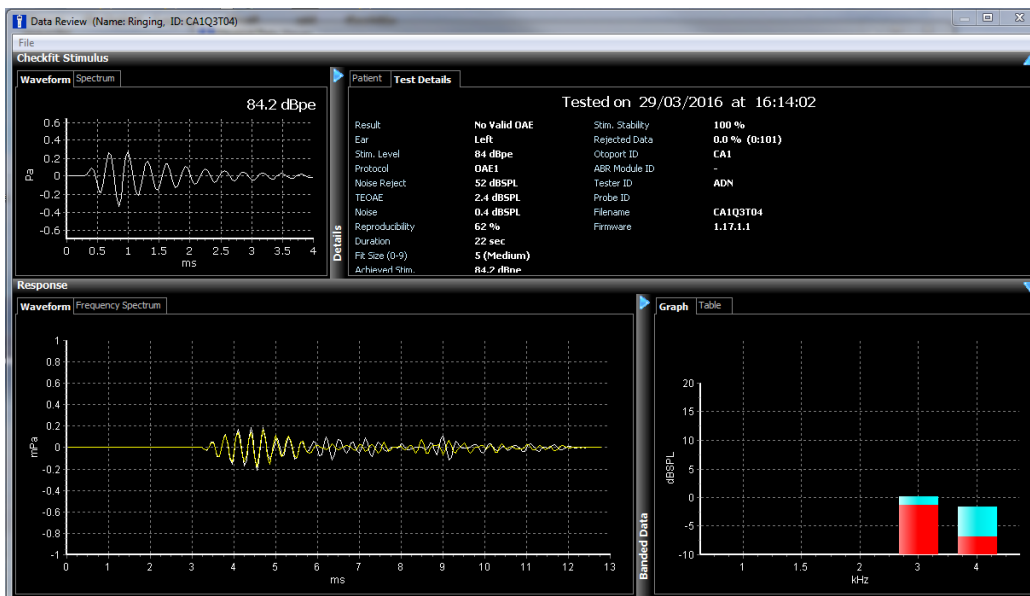 Data Review (Name: Ringing, ID: CA1Q3T04)
File
Checkfit Stimulus
Waveform Spectrum
84.2 dBpe
0.6
0.4
0.2
0
-0.2
-0.4
-0.6
Pa
0 0.5 1 1.5 2 2.5 3 3.5 4
ms
Details
Patient Test Details
Tested on 29/03/2016 at 16:14:02
Result No Valid OAE Stim. Stability 100 %
Ear Left Rejected Data 0.0 % (0:101)
Stim. Level 84 dBpe Otoport ID CA1
Protocol OAE1 ABR Module ID -
Noise Reject 52 dBSPL Tester ID ADN
TEOAE 2.4 dBSPL Probe ID
Noise 0.4 dBSPL Filename CA1Q3T04
Reproducibility 62 % Firmware 1.17.1.1
Duration 22 sec
Fit Size (0-9) 5 (Medium)
Achieved Stim. 84.2 dBpe
Response
Waveform Frequency Spectrum
1
0.8
0.6
0.4
0.2
0
-0.2
-0.4
-0.6
-0.8
-1
mPa
0 1 2 3 4 5 6 7 8 9 10 11 12 13
ms
Banded Data
Graph Table
20
15
10
5
0
-5
-10
dBSPL
1 1.5 2 3 4
kHz